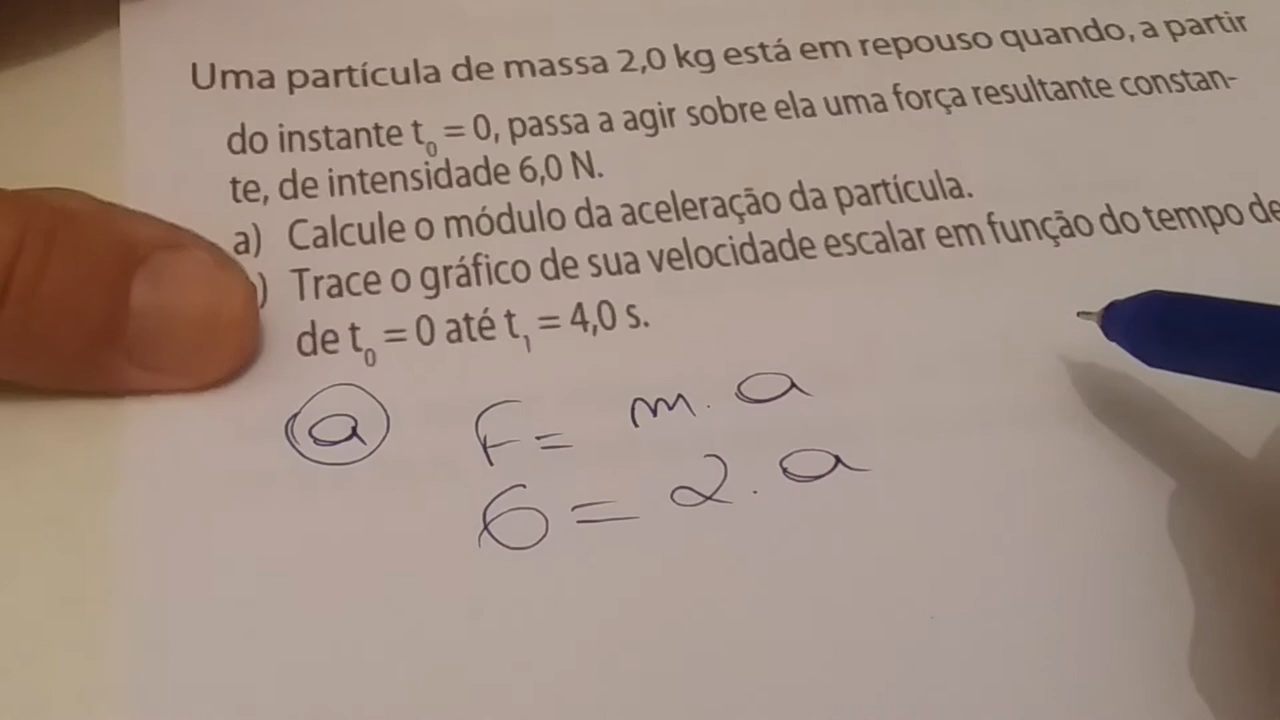 Uma partícula de massa 2,0 kg está em repouso quando, a partir
do instante t₀ = 0, passa a agir sobre ela uma força resultante constan-
te, de intensidade 6,0 N.
a) Calcule o módulo da aceleração da partícula.
) Trace o gráfico de sua velocidade escalar em função do tempo de
de t₀ = 0 até t₁ = 4,0 s.
a F = m . a
6 = 2 . a